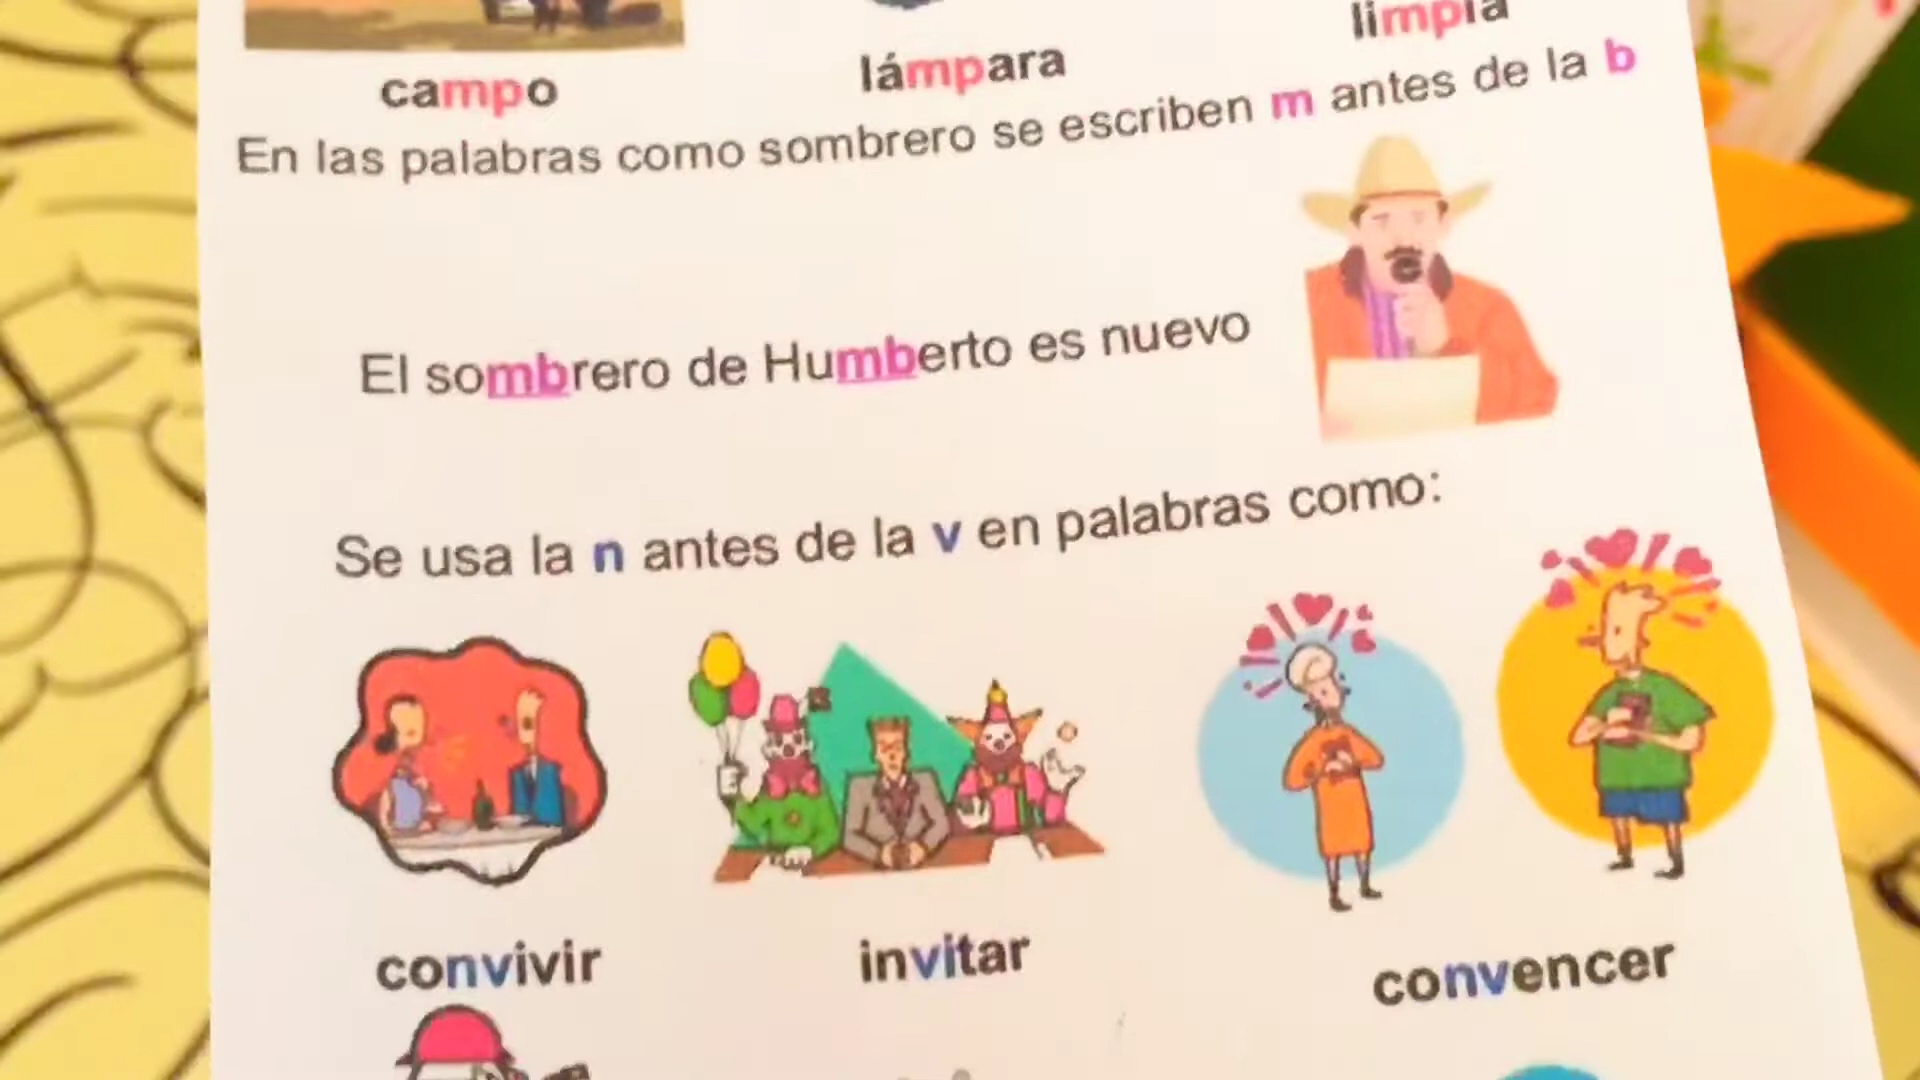 limpia
campo
lámpara
En las palabras como sombrero se escriben m antes de la b
El sombrero de Humberto es nuevo
Se usa la n antes de la v en palabras como:
convivir
invitar
convencer